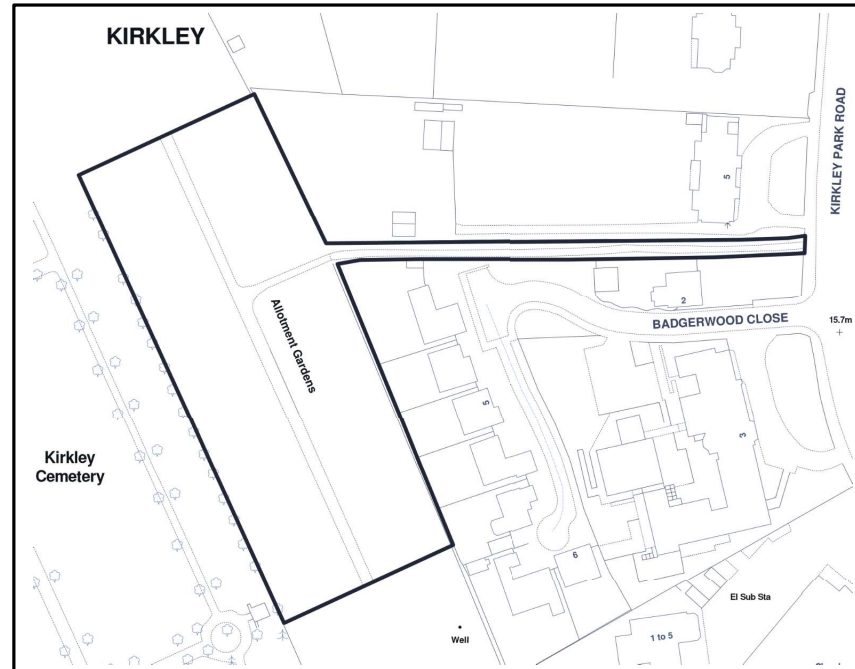 KIRKLEY
KIRKLEY PARK ROAD
5
2
BADGERWOOD CLOSE
15.7m
Allotment Gardens
5
3
Kirkley
Cemetery
6
El Sub Sta
Well
1 to 5